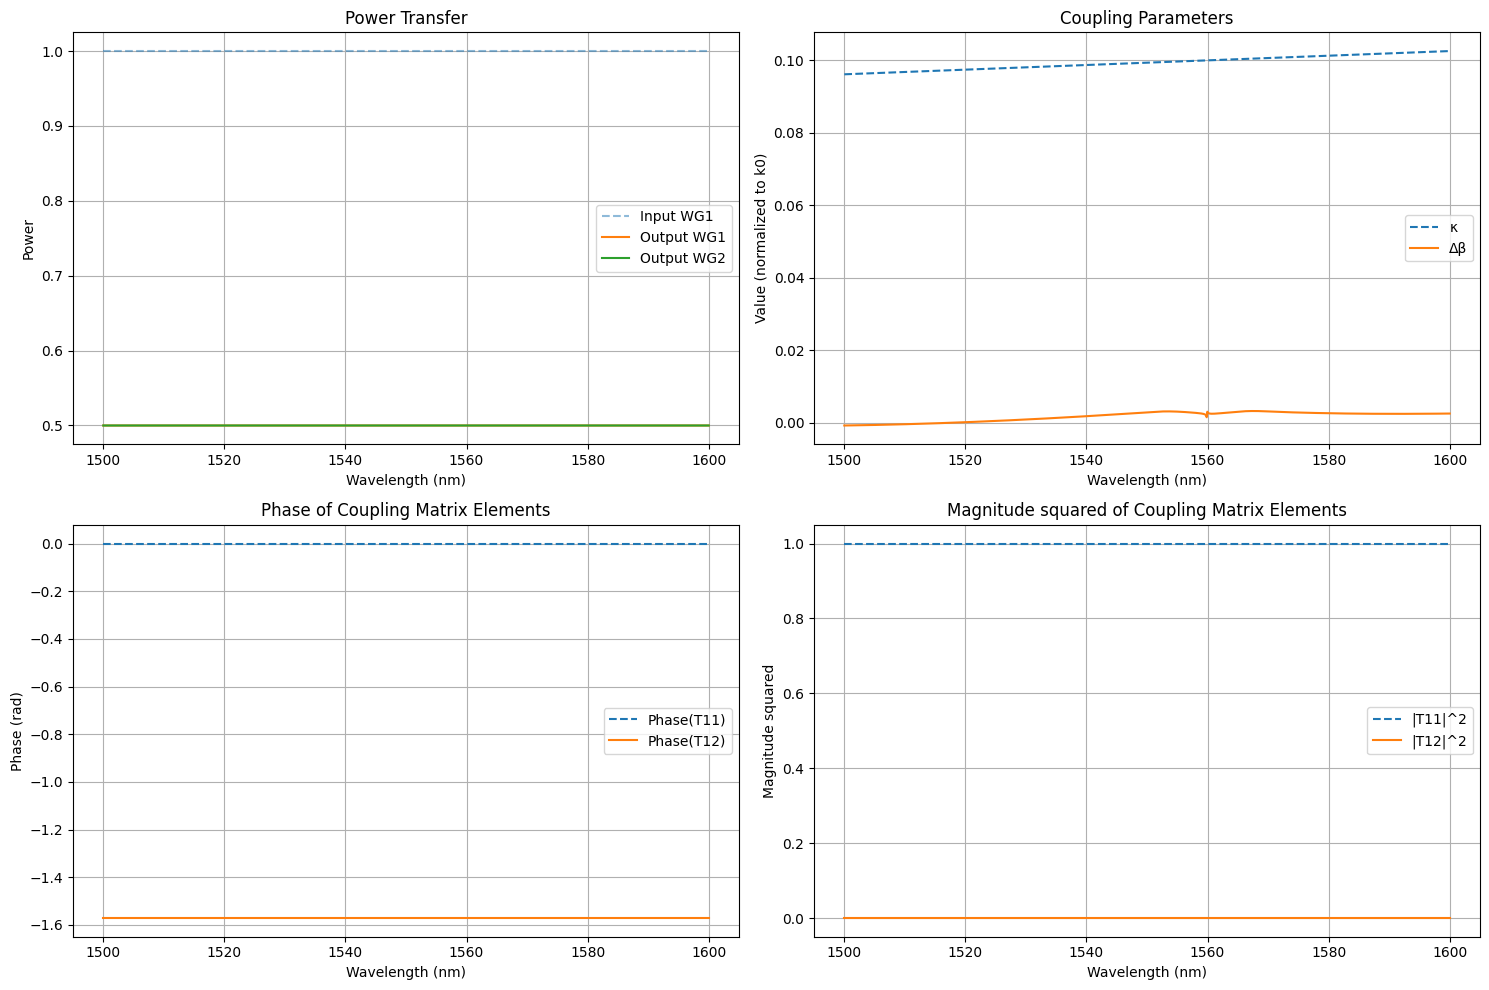 Power Transfer
Power
1.0
0.9
0.8
0.7
0.6
0.5
Input WG1
Output WG1
Output WG2
1500 1520 1540 1560 1580 1600
Wavelength (nm)
Coupling Parameters
Value (normalized to k0)
0.10
0.08
0.06
0.04
0.02
0.00
κ
Δβ
1500 1520 1540 1560 1580 1600
Wavelength (nm)
Phase of Coupling Matrix Elements
Phase (rad)
0.0
−0.2
−0.4
−0.6
−0.8
−1.0
−1.2
−1.4
−1.6
Phase(T11)
Phase(T12)
1500 1520 1540 1560 1580 1600
Wavelength (nm)
Magnitude squared of Coupling Matrix Elements
Magnitude squared
1.0
0.8
0.6
0.4
0.2
0.0
|T11|^2
|T12|^2
1500 1520 1540 1560 1580 1600
Wavelength (nm)